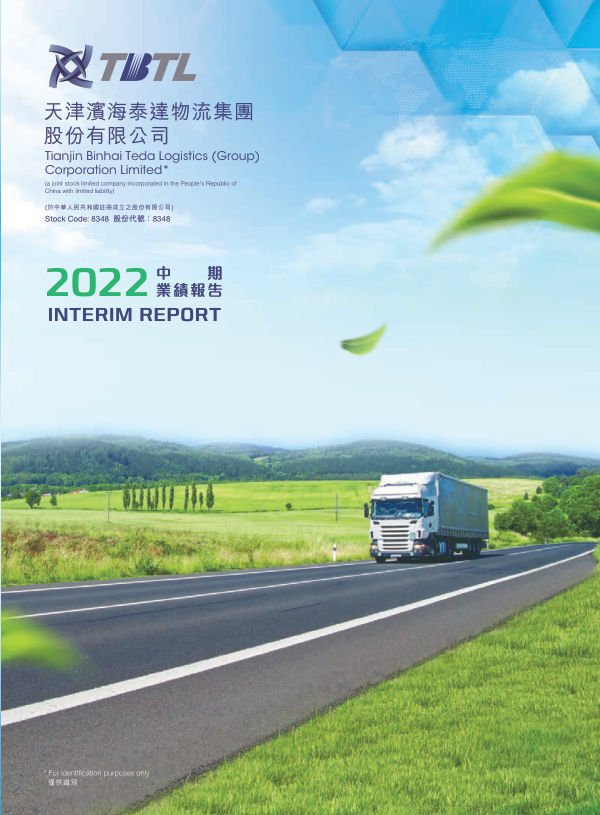 TBTL
天津濱海泰達物流集團
股份有限公司
Tianjin Binhai Teda Logistics (Group)
Corporation Limited*
(a joint stock limited company incorporated in the People's Republic of
China with limited liability)
(於中華人民共和國註冊成立之股份有限公司)
Stock Code: 8348 股份代號：8348
2022 中期
業績報告
INTERIM REPORT
* For identification purposes only
僅供識別